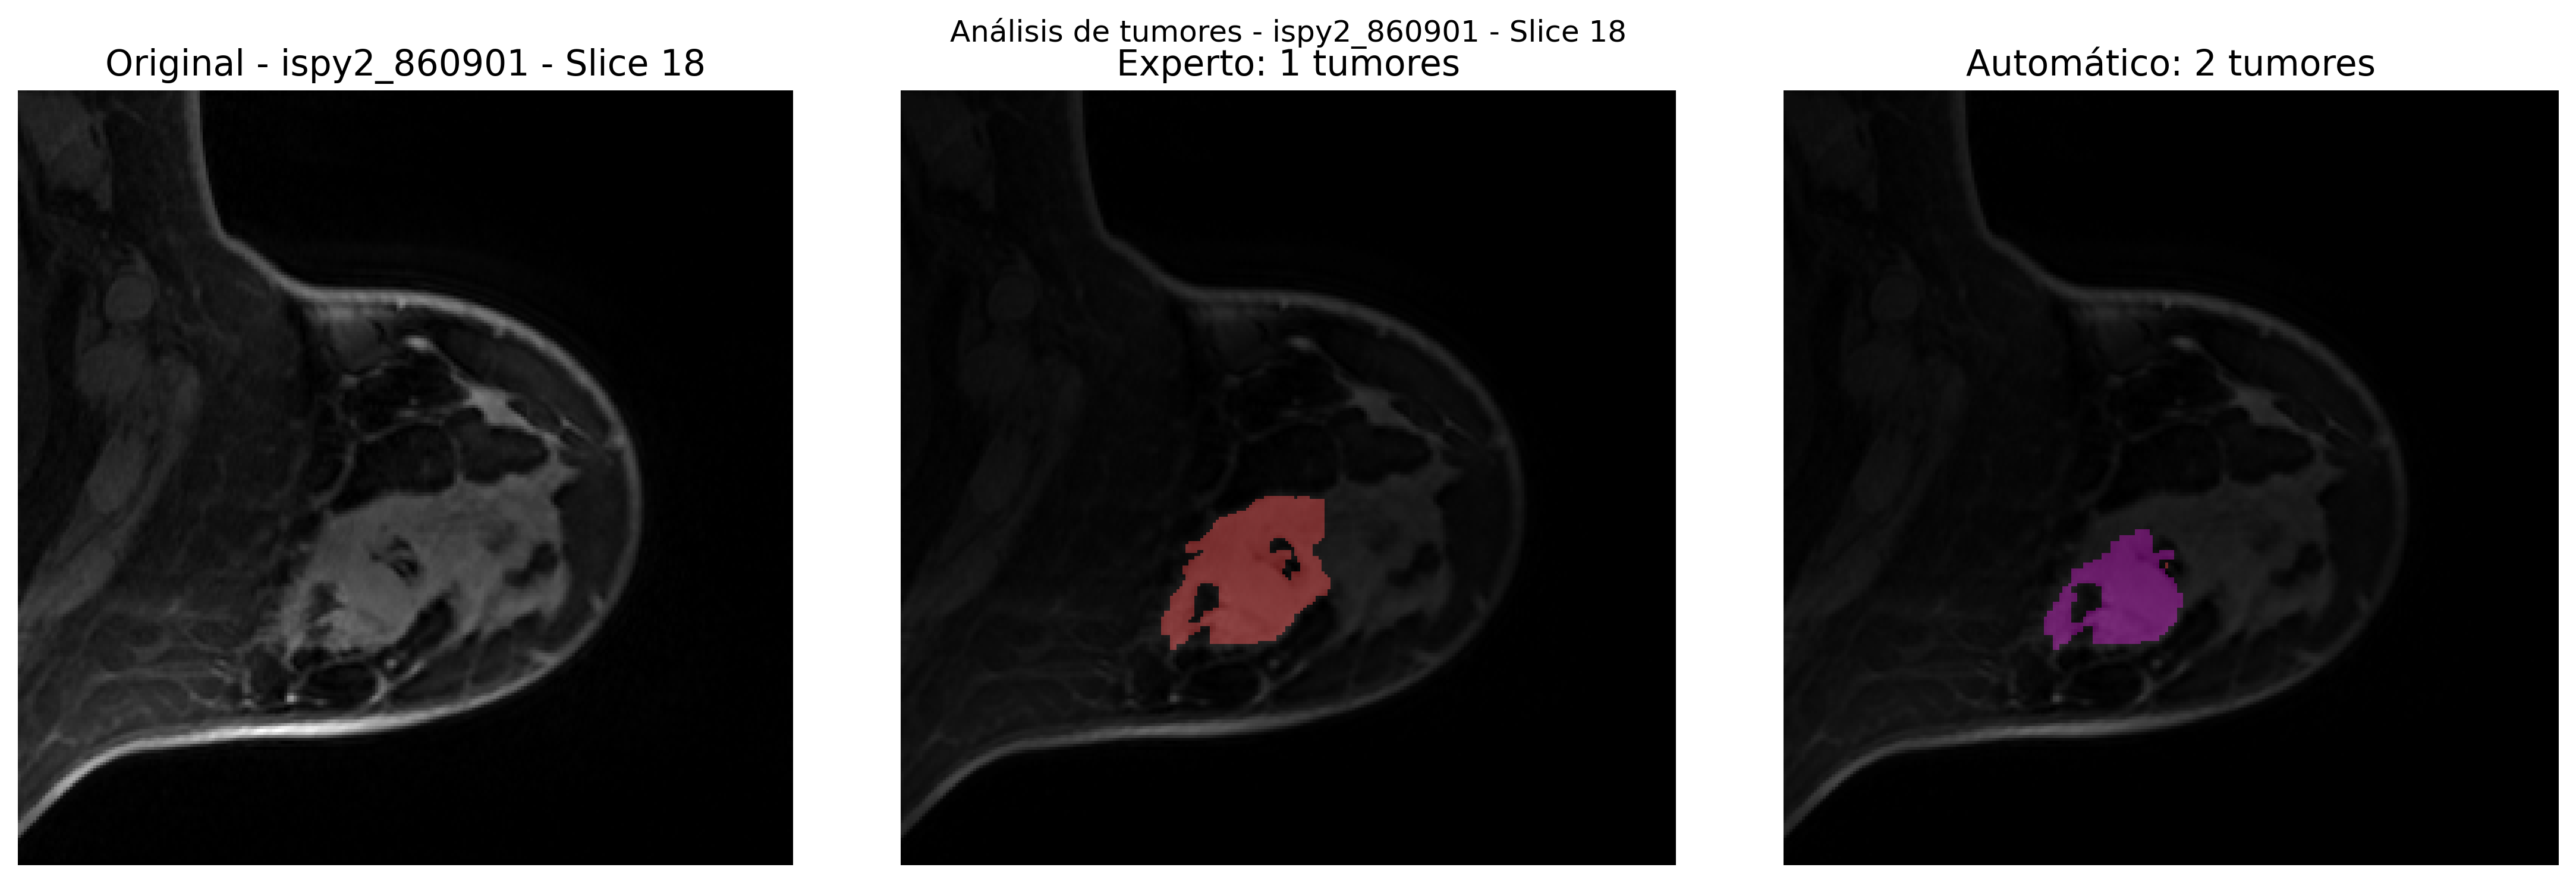 Análisis de tumores - ispy2_860901 - Slice 18
Original - ispy2_860901 - Slice 18
Experto: 1 tumores
Automático: 2 tumores